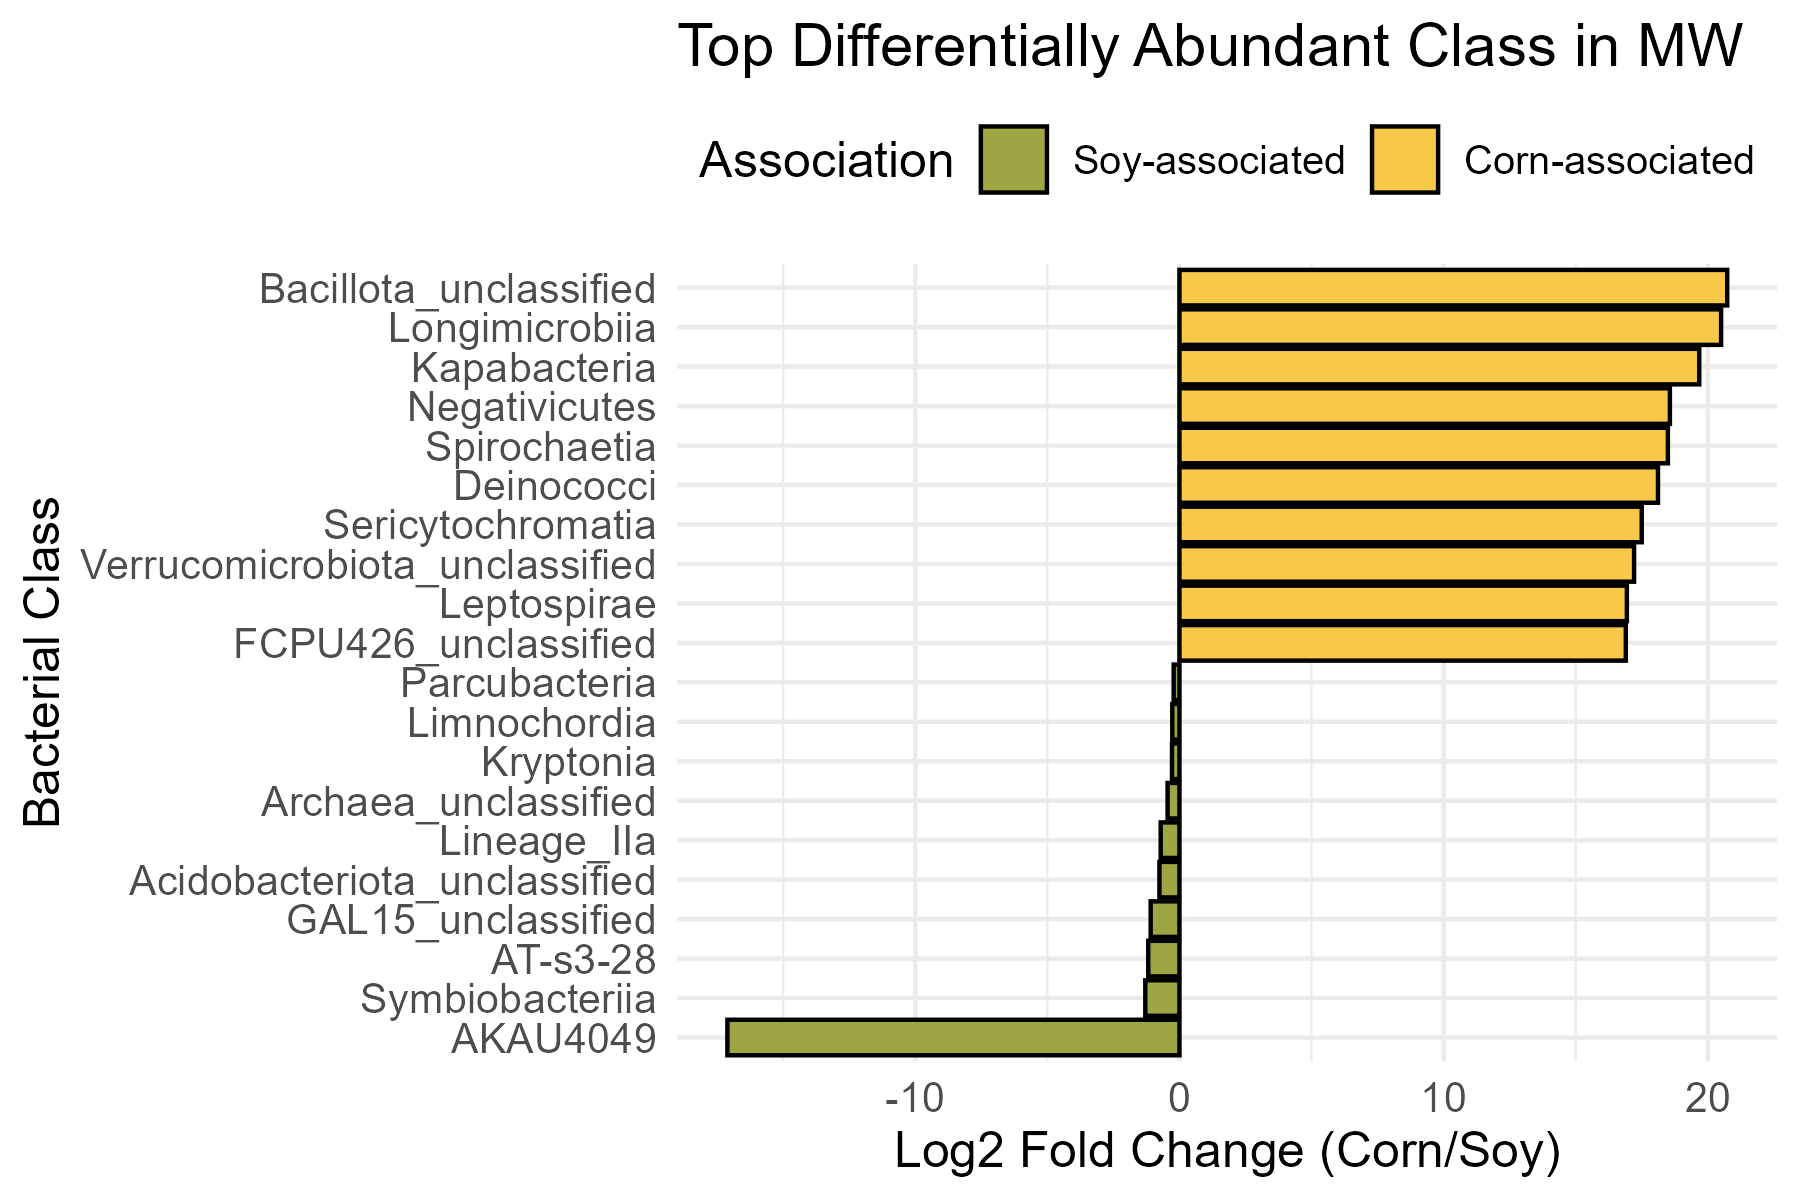 Top Differentially Abundant Class in MW
Association Soy-associated Corn-associated
Bacterial Class
Bacillota_unclassified
Longimicrobiia
Kapabacteria
Negativicutes
Spirochaetia
Deinococci
Sericytochromatia
Verrucomicrobiota_unclassified
Leptospirae
FCPU426_unclassified
Parcubacteria
Limnochordia
Kryptonia
Archaea_unclassified
Lineage_IIa
Acidobacteriota_unclassified
GAL15_unclassified
AT-s3-28
Symbiobacteriia
AKAU4049
-10 0 10 20
Log2 Fold Change (Corn/Soy)